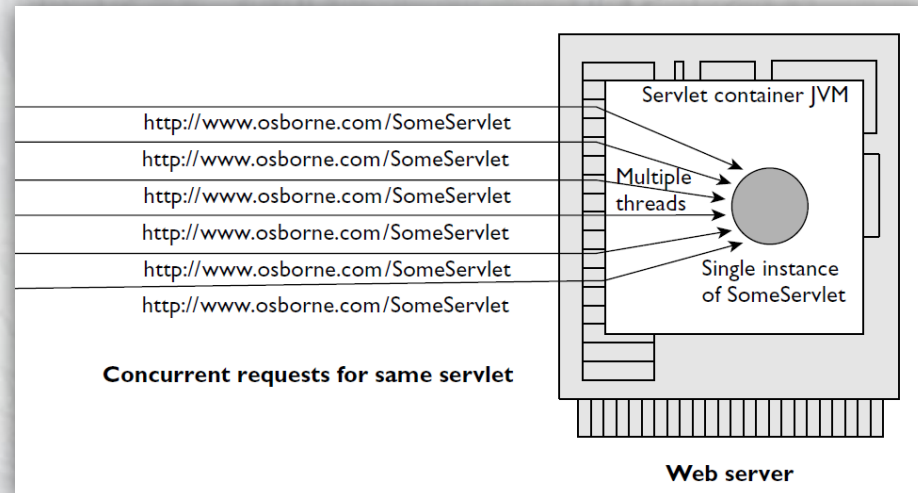 Servlet container JVM
http://www.osborne.com/SomeServlet
http://www.osborne.com/SomeServlet
http://www.osborne.com/SomeServlet
http://www.osborne.com/SomeServlet
http://www.osborne.com/SomeServlet
http://www.osborne.com/SomeServlet
Multiple
threads
Single instance
of SomeServlet
Concurrent requests for same servlet
Web server